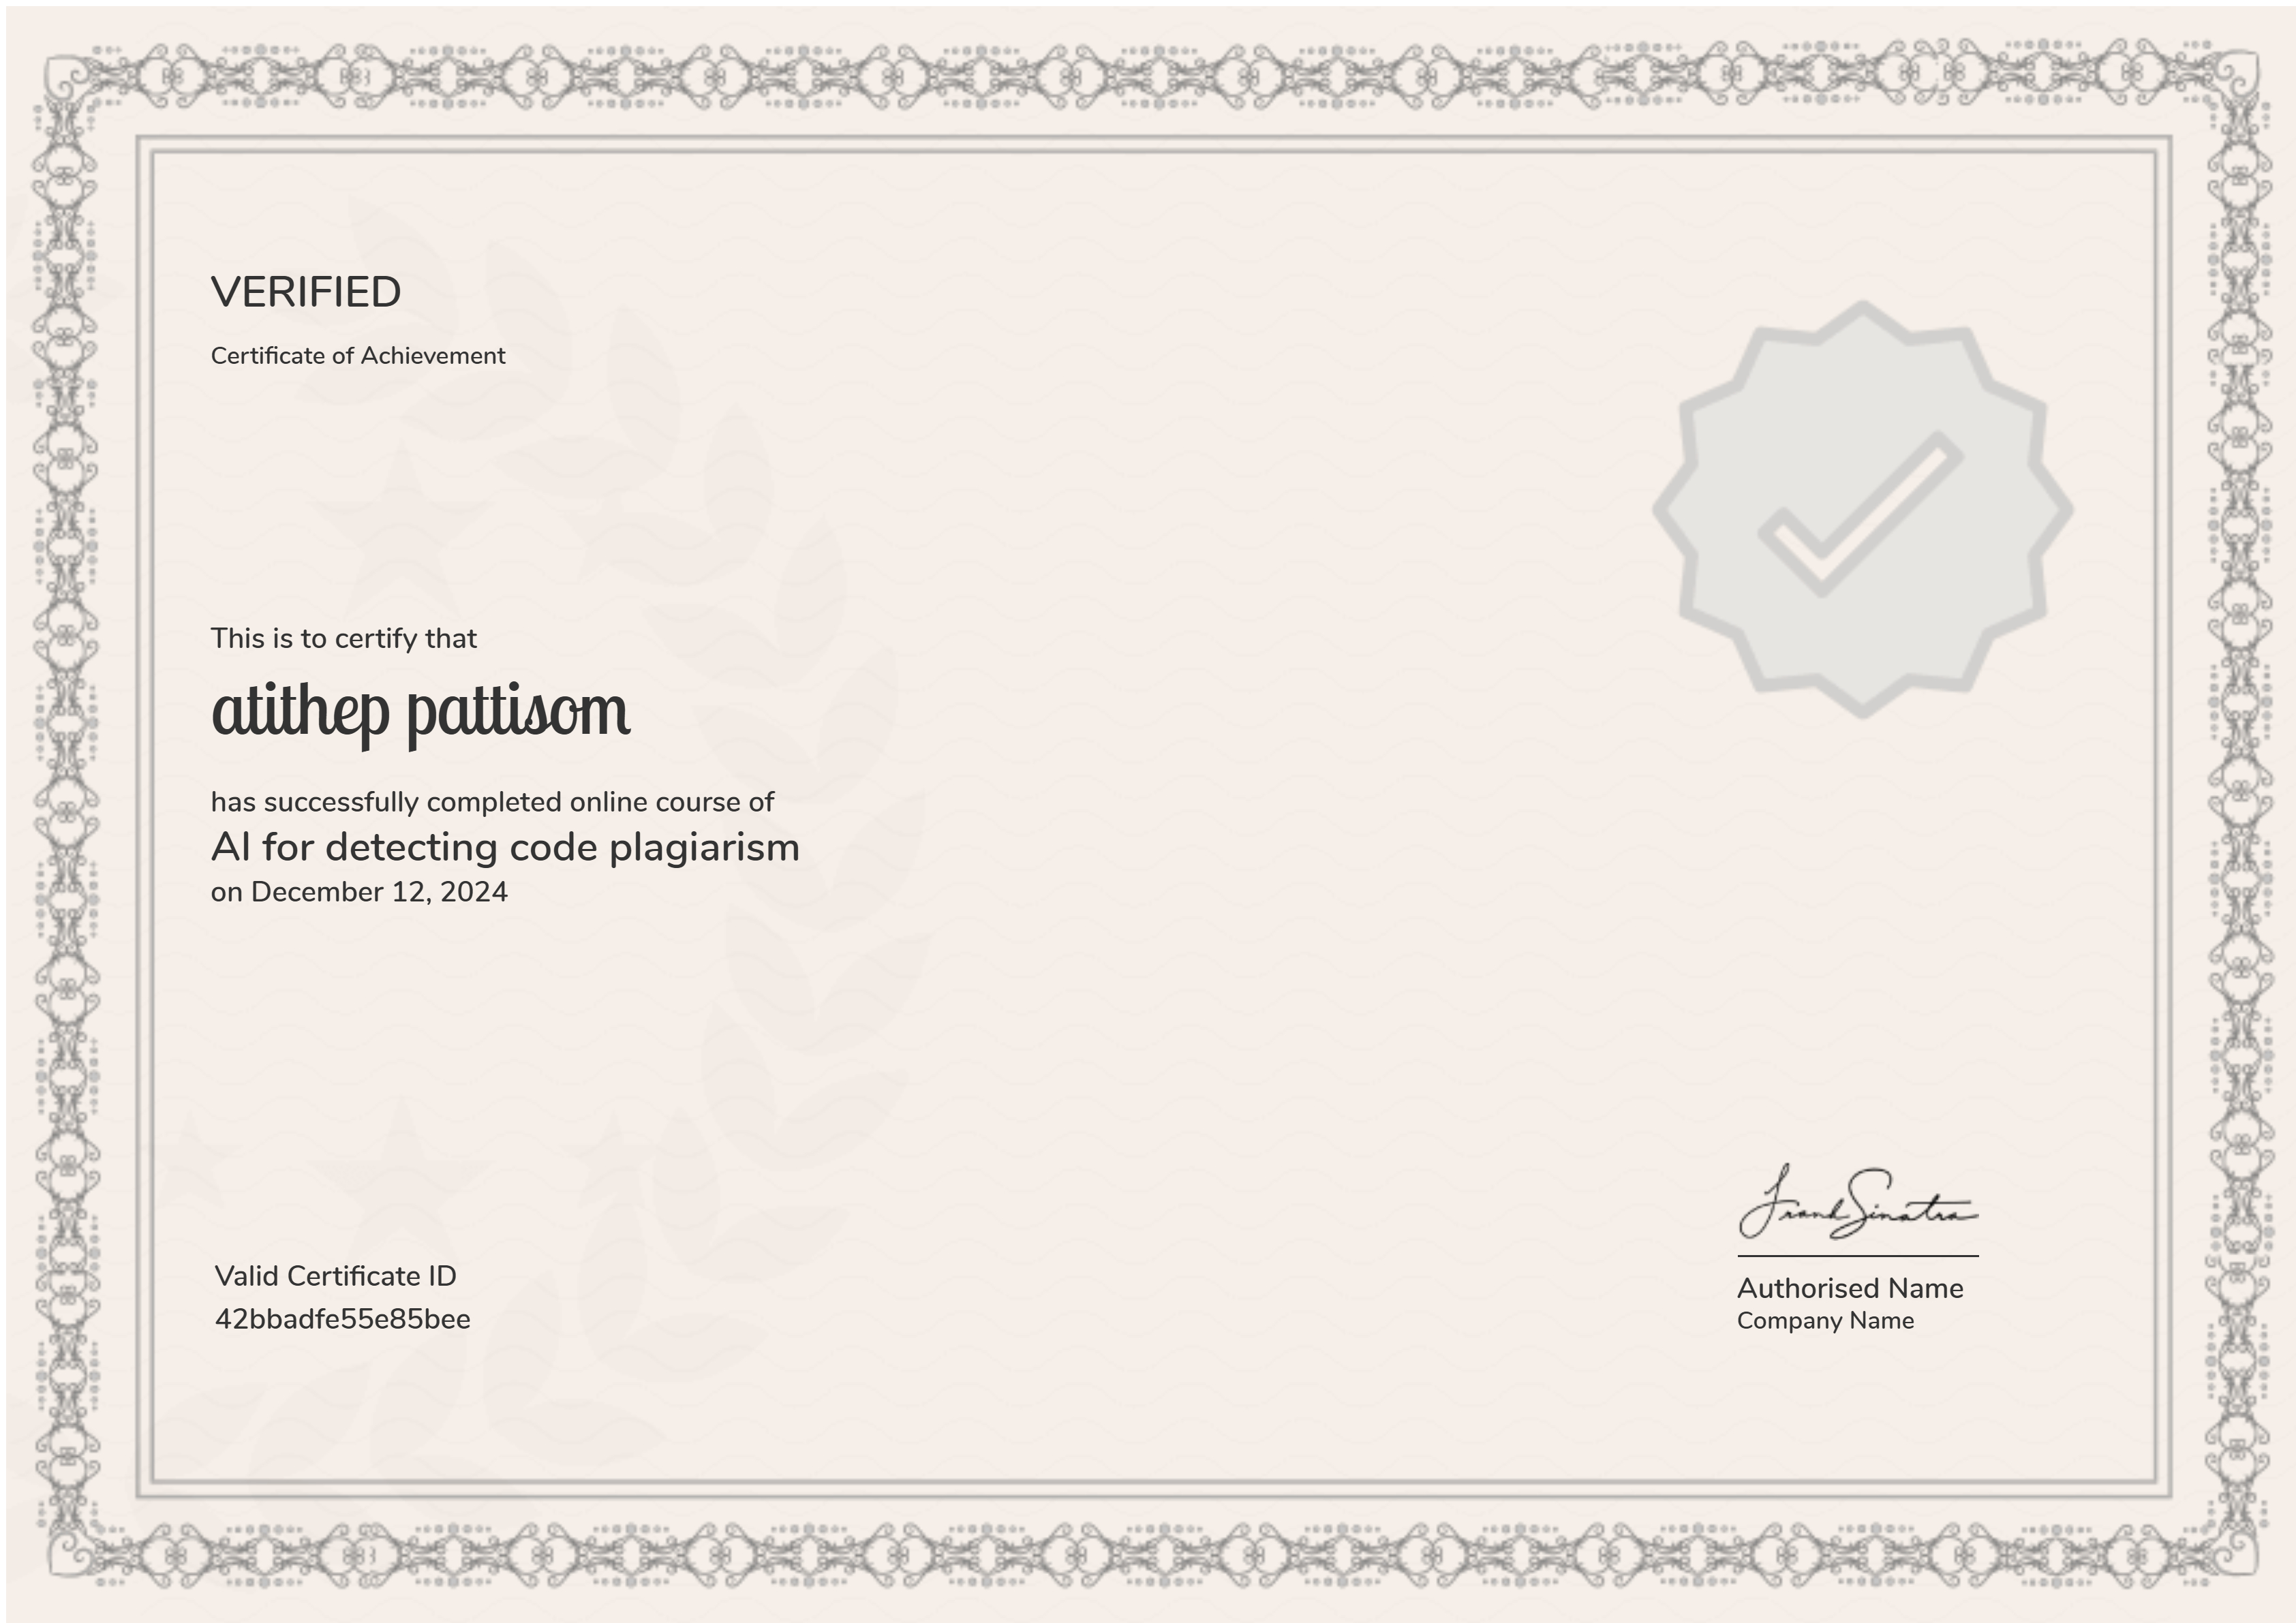 VERIFIED
Certificate of Achievement
This is to certify that
atithep pattisom
has successfully completed online course of
AI for detecting code plagiarism
on December 12, 2024
Valid Certificate ID
42bbadfe55e85bee
Frank Sinatra
Authorised Name
Company Name